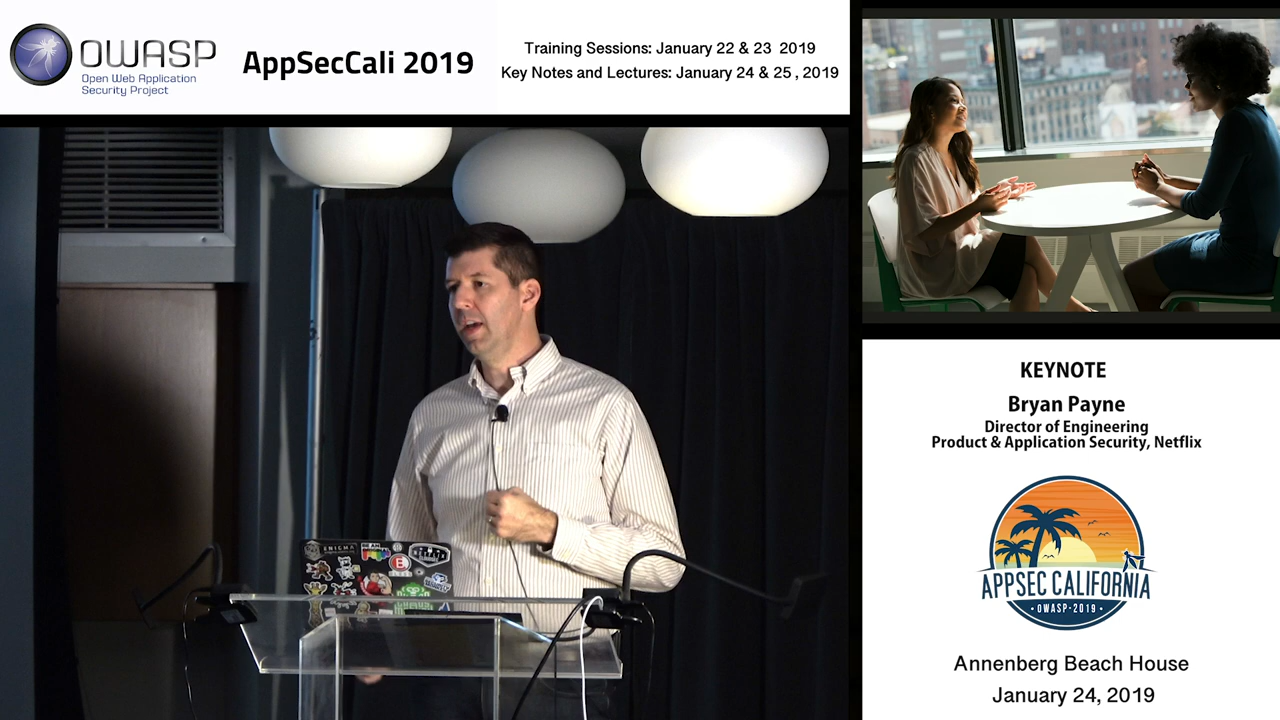 OWASP
Open Web Application
Security Project
AppSecCali 2019
Training Sessions: January 22 & 23 2019
Key Notes and Lectures: January 24 & 25 , 2019
ENIGMA
KEYNOTE
Bryan Payne
Director of Engineering
Product & Application Security, Netflix
APPSEC CALIFORNIA
• OWASP-2019 •
Annenberg Beach House
January 24, 2019